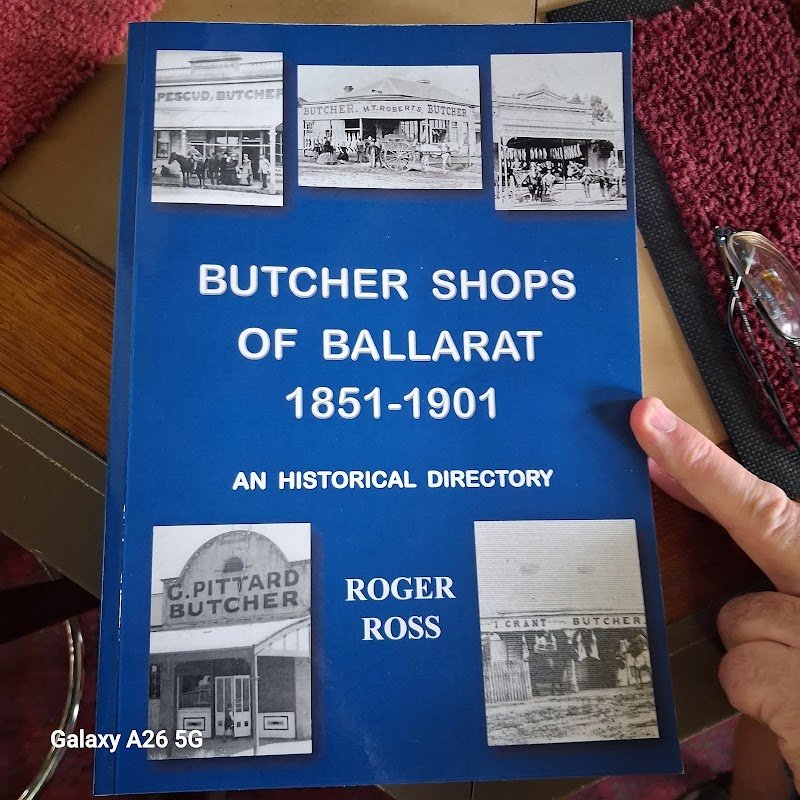 PESCUD, BUTCHER
BUTCHER. H.T. ROBERTS. BUTCHER
BUTCHER SHOPS
OF BALLARAT
1851-1901
AN HISTORICAL DIRECTORY
PITTARD
BUTCHER
ROGER
ROSS
GRANT BUTCHER
Galaxy A26 5G